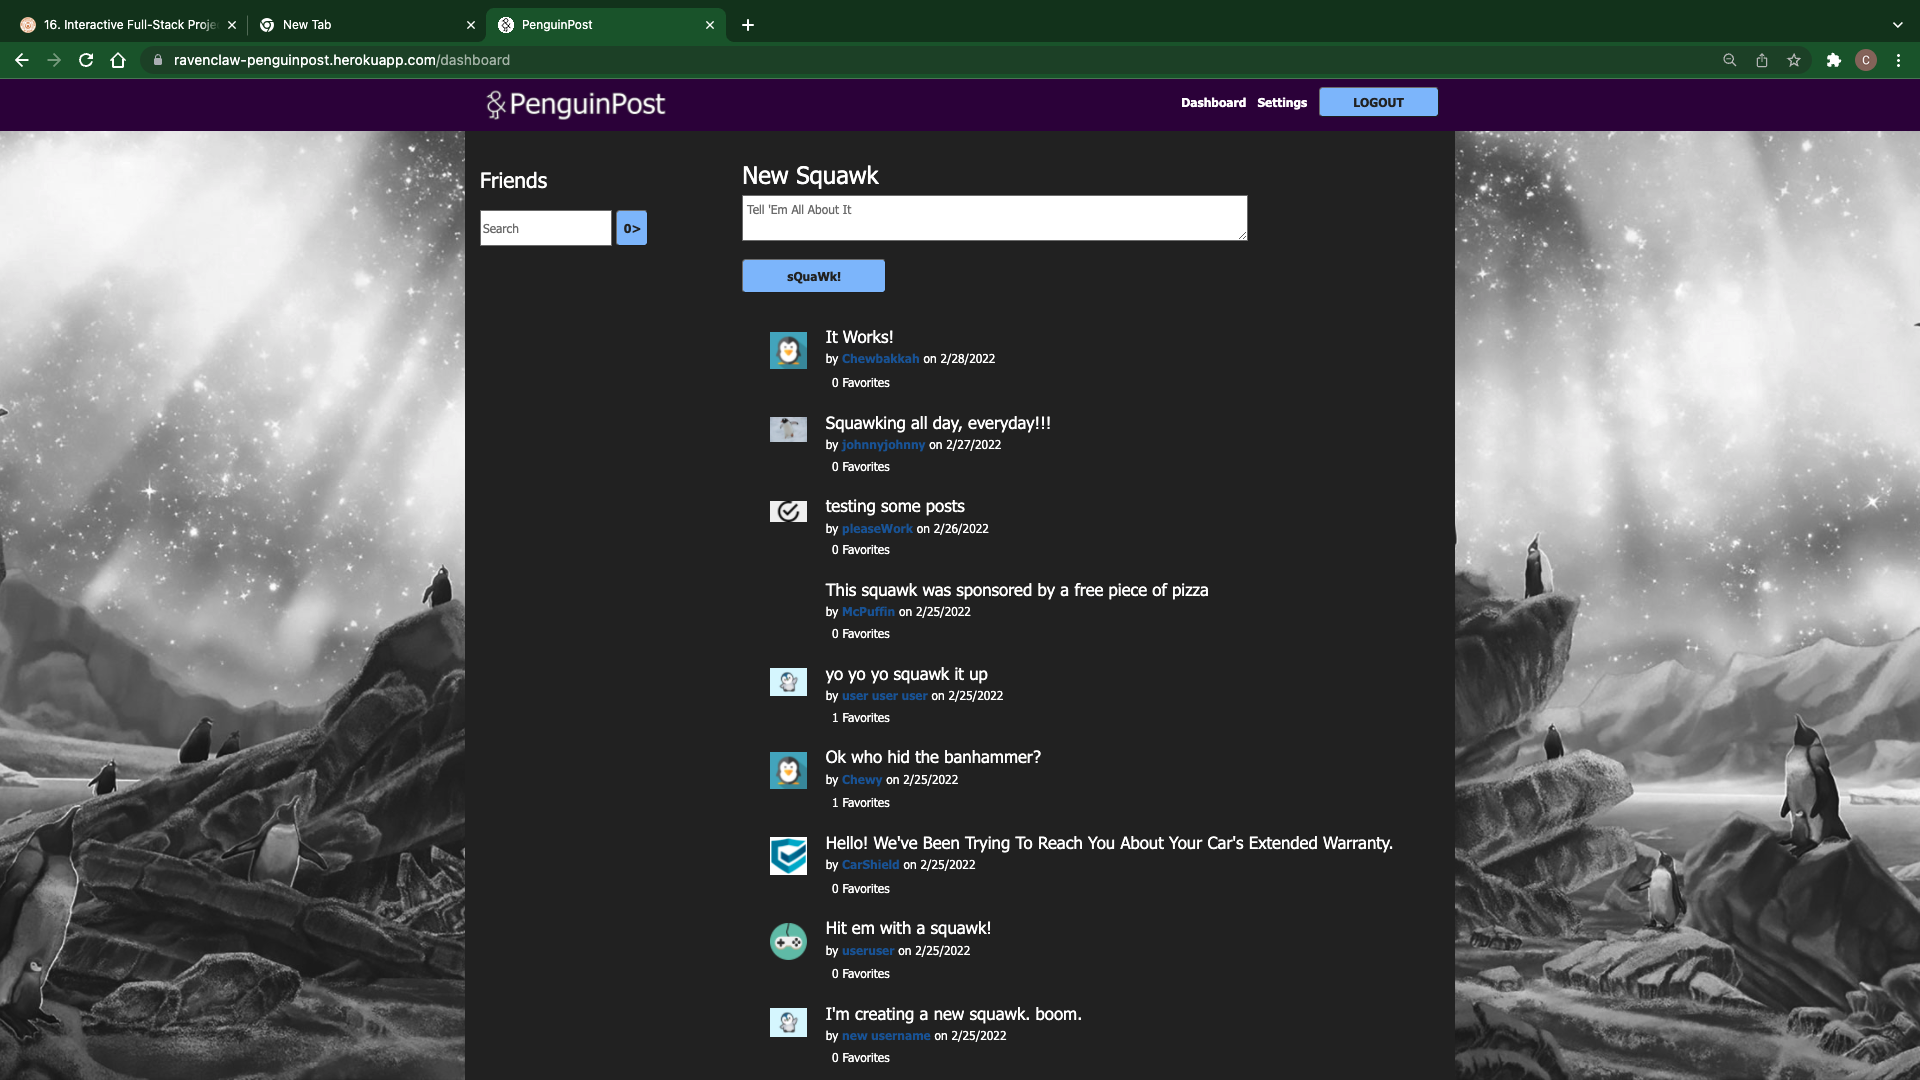 16. Interactive Full-Stack Proje
New Tab
PenguinPost
ravenclaw-penguinpost.herokuapp.com/dashboard
C
PenguinPost
Dashboard Settings LOGOUT
Friends
Search
0>
New Squawk
Tell 'Em All About It
sQuaWk!
It Works!
by Chewbakkah on 2/28/2022
0 Favorites
Squawking all day, everyday!!!
by johnnyjohnny on 2/27/2022
0 Favorites
testing some posts
by pleaseWork on 2/26/2022
0 Favorites
This squawk was sponsored by a free piece of pizza
by McPuffin on 2/25/2022
0 Favorites
yo yo yo squawk it up
by user user user on 2/25/2022
1 Favorites
Ok who hid the banhammer?
by Chewy on 2/25/2022
1 Favorites
Hello! We've Been Trying To Reach You About Your Car's Extended Warranty.
by CarShield on 2/25/2022
0 Favorites
Hit em with a squawk!
by useruser on 2/25/2022
0 Favorites
I'm creating a new squawk. boom.
by new username on 2/25/2022
0 Favorites